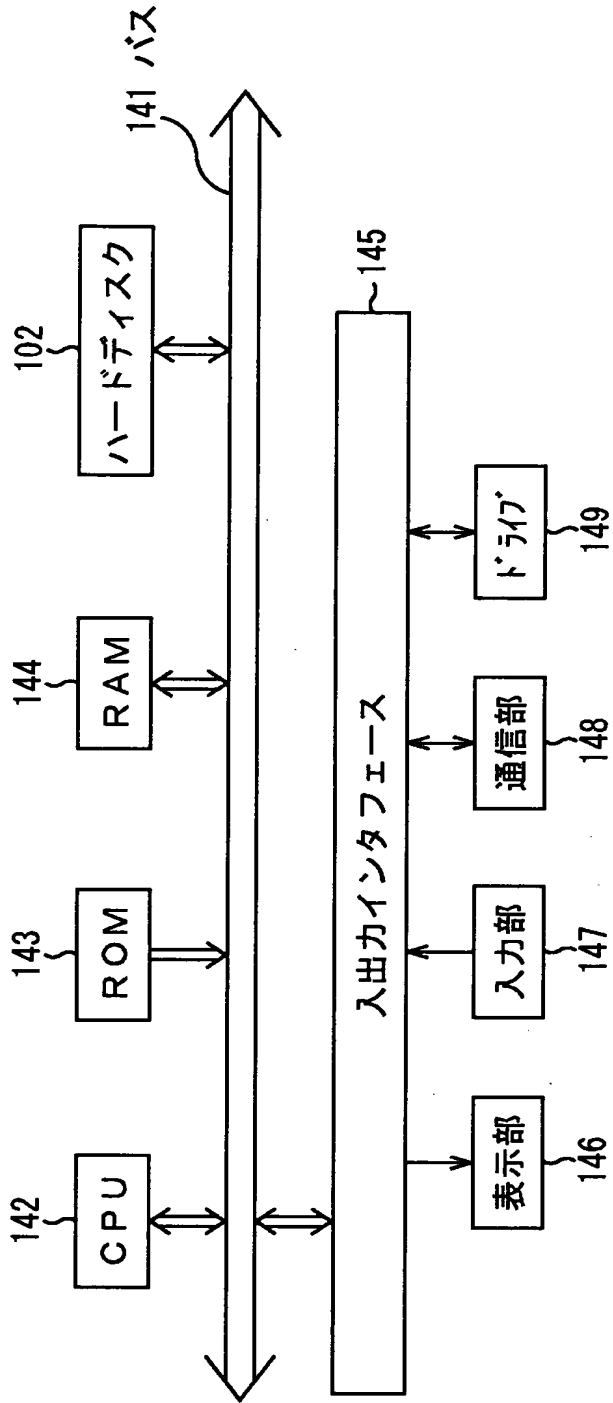 142
143
144
102
CPU
ROM
RAM
ハードディスク
141 バス
145
入出力インタフェース
表示部
入力部
通信部
ドライブ
146
147
148
149